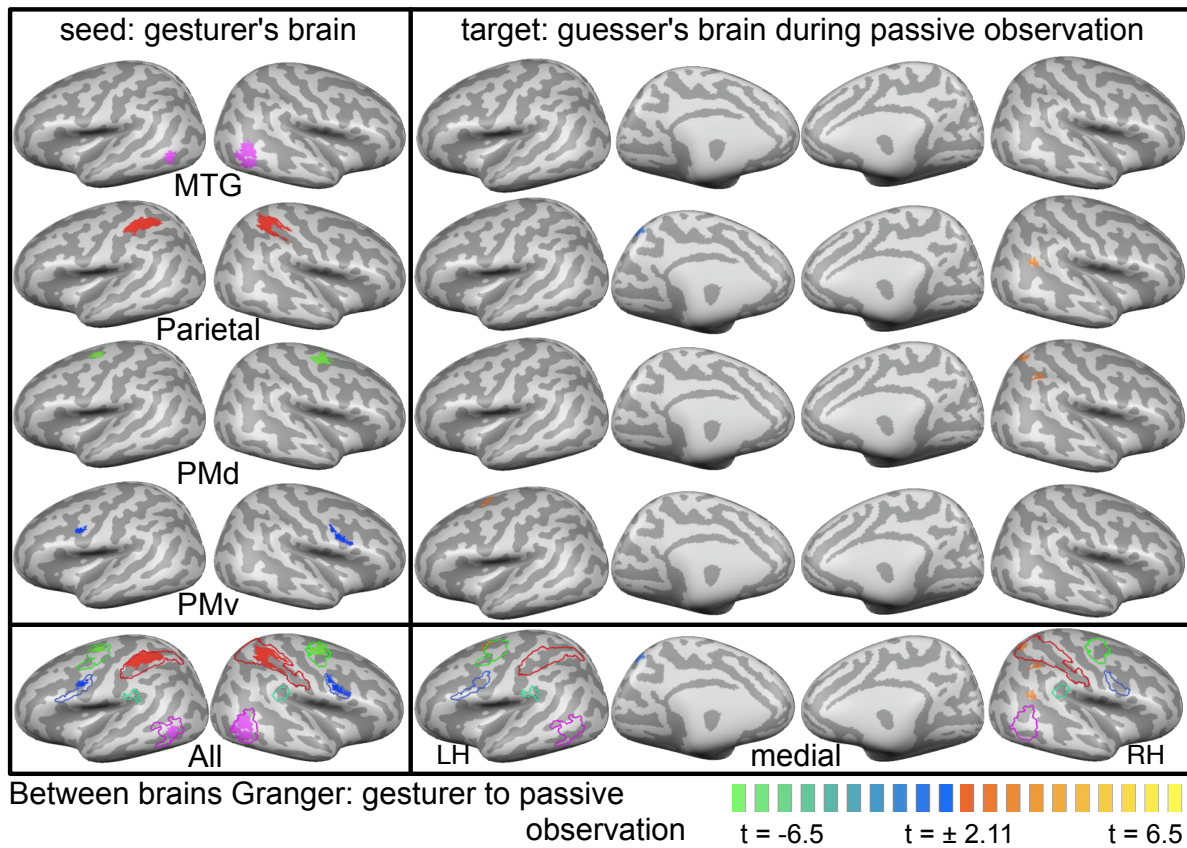 seed: gesturer's brain
target: guesser's brain during passive observation
MTG
Parietal
PMd
PMv
All
LH
medial
RH
Between brains Granger: gesturer to passive
observation
t = -6.5
t = ± 2.11
t = 6.5